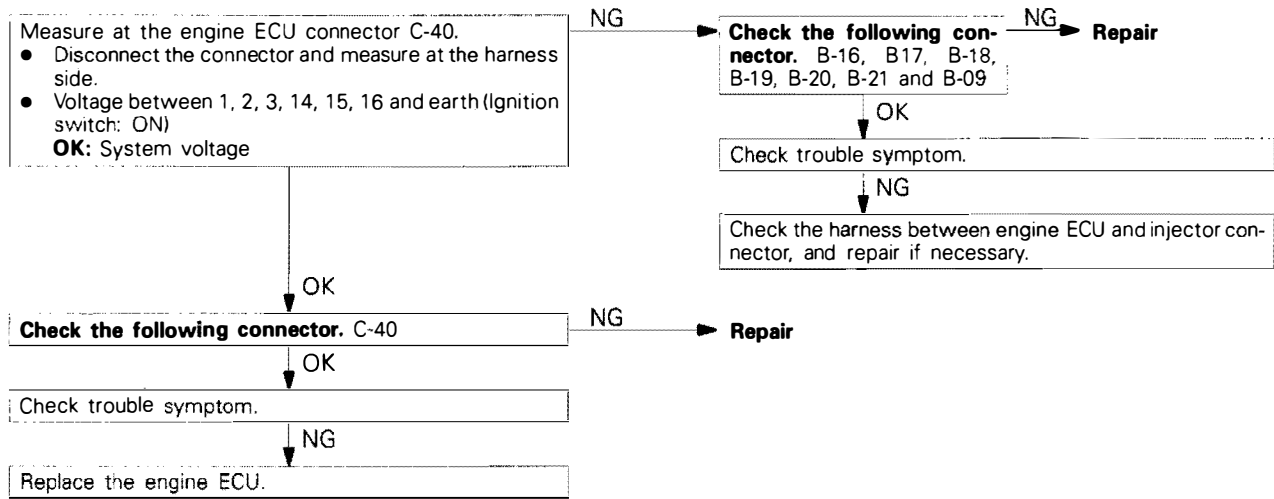 Measure at the engine ECU connector C-40.
● Disconnect the connector and measure at the harness
side.
● Voltage between 1, 2, 3, 14, 15, 16 and earth (Ignition
switch: ON)
OK: System voltage
NG
Check the following con-
nector. B-16, B17, B-18,
B-19, B-20, B-21 and B-09
NG
Repair
OK
Check trouble symptom.
NG
Check the harness between engine ECU and injector con-
nector, and repair if necessary.
OK
Check the following connector. C-40
NG
Repair
OK
Check trouble symptom.
NG
Replace the engine ECU.